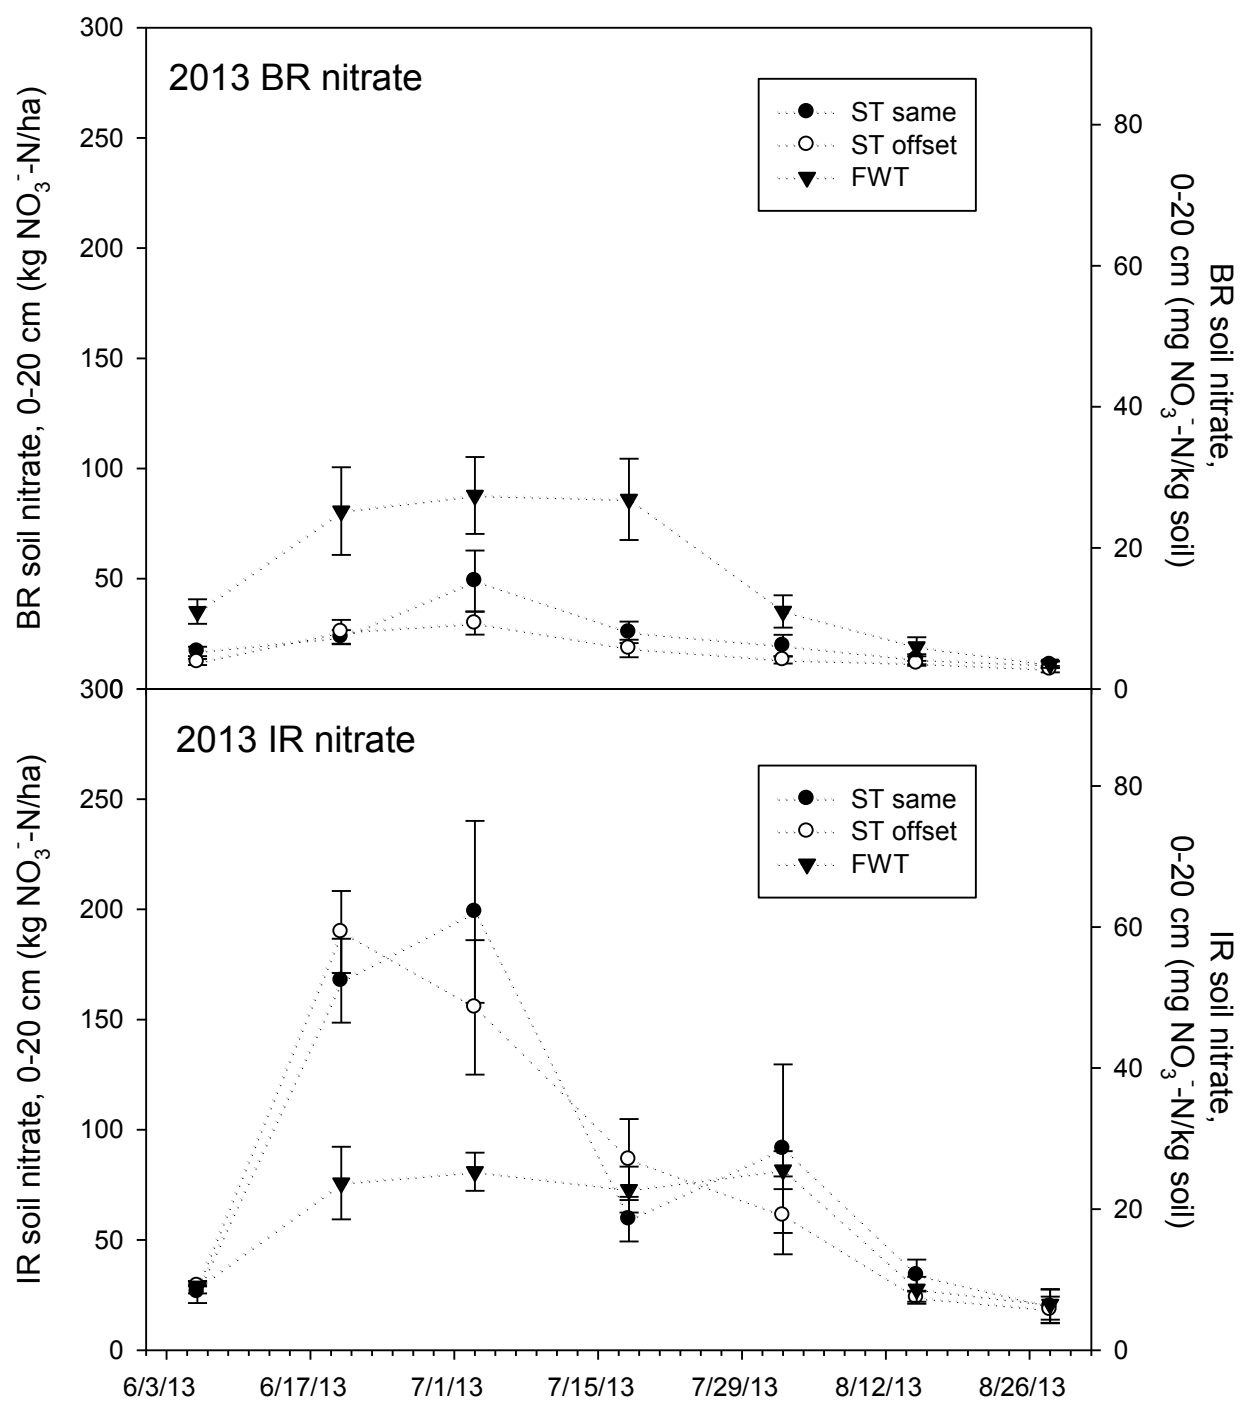 2013 BR nitrate
ST same
ST offset
FWT
BR soil nitrate, 0-20 cm (kg NO₃⁻-N/ha)
300
250
200
150
100
50
0
80
60
40
20
0
BR soil nitrate,
0-20 cm (mg NO₃⁻-N/kg soil)
2013 IR nitrate
ST same
ST offset
FWT
IR soil nitrate, 0-20 cm (kg NO₃⁻-N/ha)
300
250
200
150
100
50
0
80
60
40
20
0
IR soil nitrate,
0-20 cm (mg NO₃⁻-N/kg soil)
6/3/13 6/17/13 7/1/13 7/15/13 7/29/13 8/12/13 8/26/13